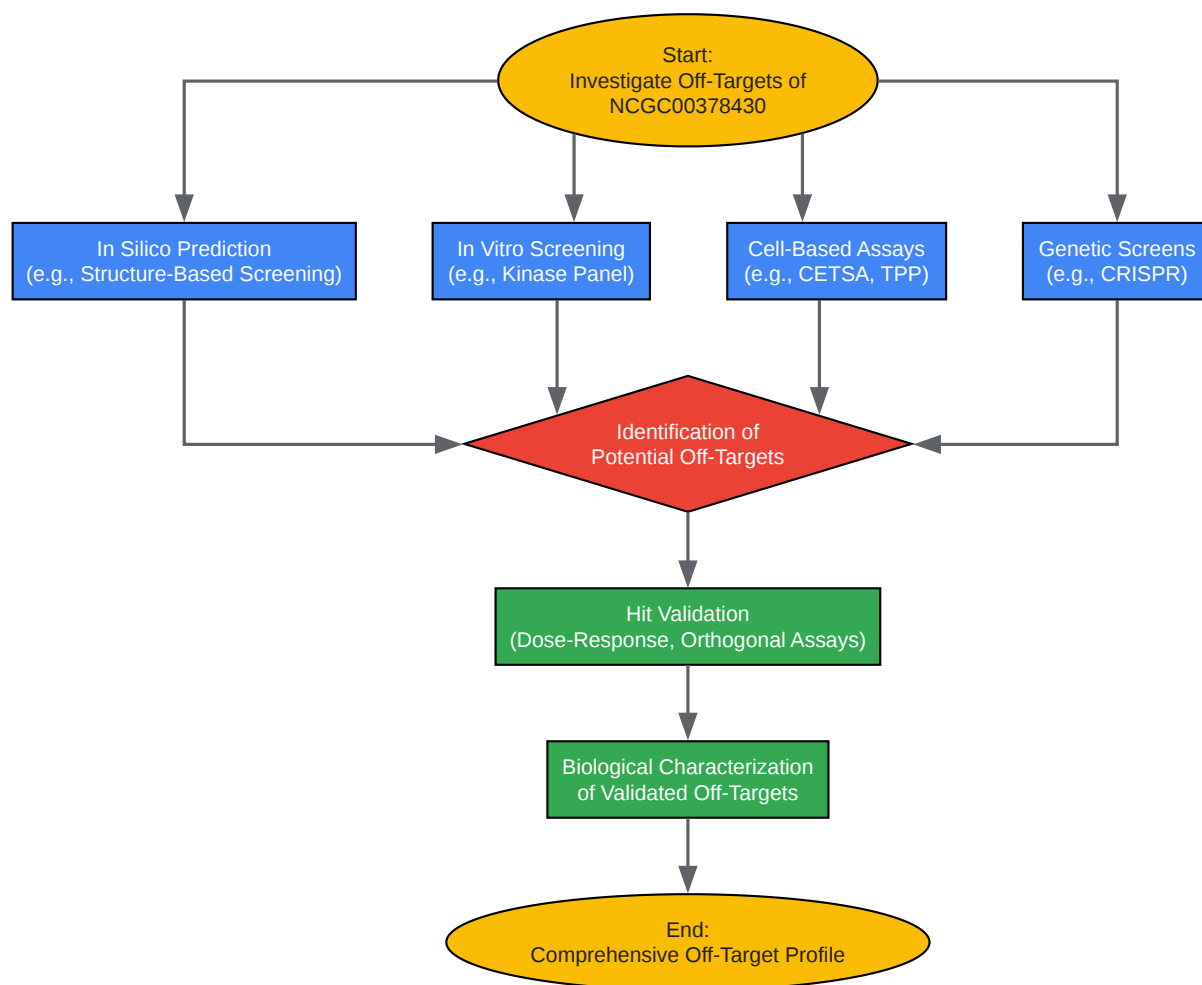 Start:
Investigate Off-Targets of
NCGC00378430
In Silico Prediction
(e.g., Structure-Based Screening)
In Vitro Screening
(e.g., Kinase Panel)
Cell-Based Assays
(e.g., CETSA, TPP)
Genetic Screens
(e.g., CRISPR)
Identification of
Potential Off-Targets
Hit Validation
(Dose-Response, Orthogonal Assays)
Biological Characterization
of Validated Off-Targets
End:
Comprehensive Off-Target Profile